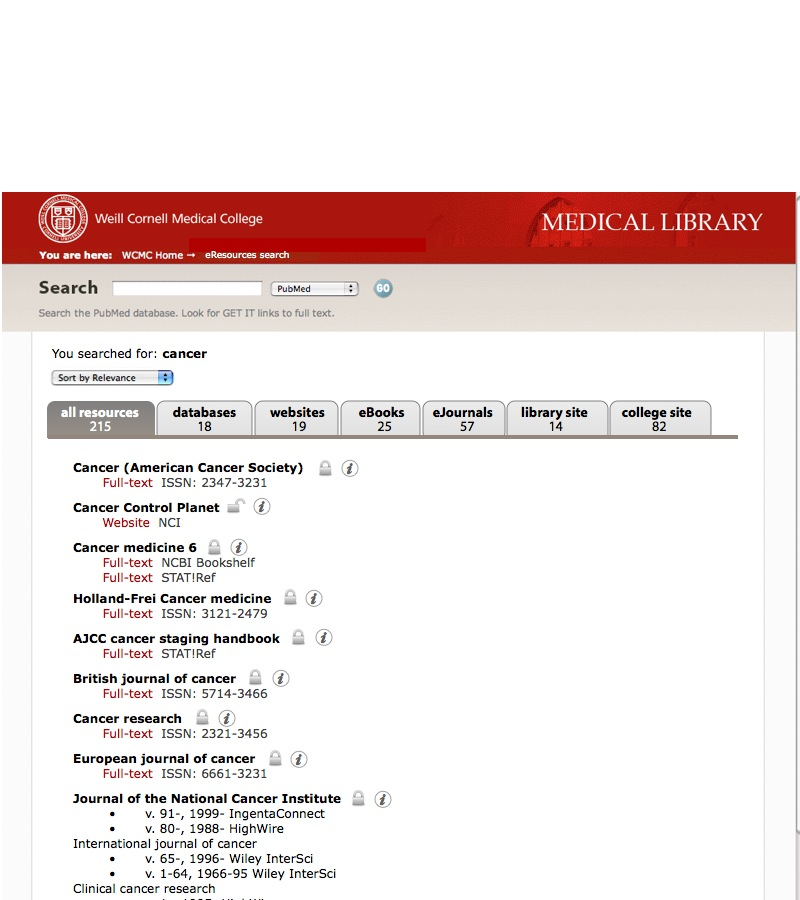 Weill Cornell Medical College
MEDICAL LIBRARY
You are here: WCMC Home → eResources search
Search PubMed GO
Search the PubMed database. Look for GET IT links to full text.
You searched for: cancer
Sort by Relevance
all resources databases websites eBooks eJournals library site college site
215 18 19 25 57 14 82
Cancer (American Cancer Society)
Full-text ISSN: 2347-3231
Cancer Control Planet
Website NCI
Cancer medicine 6
Full-text NCBI Bookshelf
Full-text STAT!Ref
Holland-Frei Cancer medicine
Full-text ISSN: 3121-2479
AJCC cancer staging handbook
Full-text STAT!Ref
British journal of cancer
Full-text ISSN: 5714-3466
Cancer research
Full-text ISSN: 2321-3456
European journal of cancer
Full-text ISSN: 6661-3231
Journal of the National Cancer Institute
• v. 91-, 1999- IngentaConnect
• v. 80-, 1988- HighWire
International journal of cancer
• v. 65-, 1996- Wiley InterSci
• v. 1-64, 1966-95 Wiley InterSci
Clinical cancer research